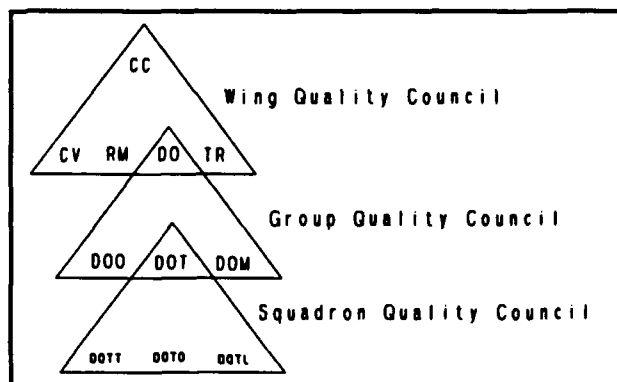 CC
Wing Quality Council
CV RM DO TR
Group Quality Council
DOO DOT DOM
Squadron Quality Council
DOTT DOTO DOTL